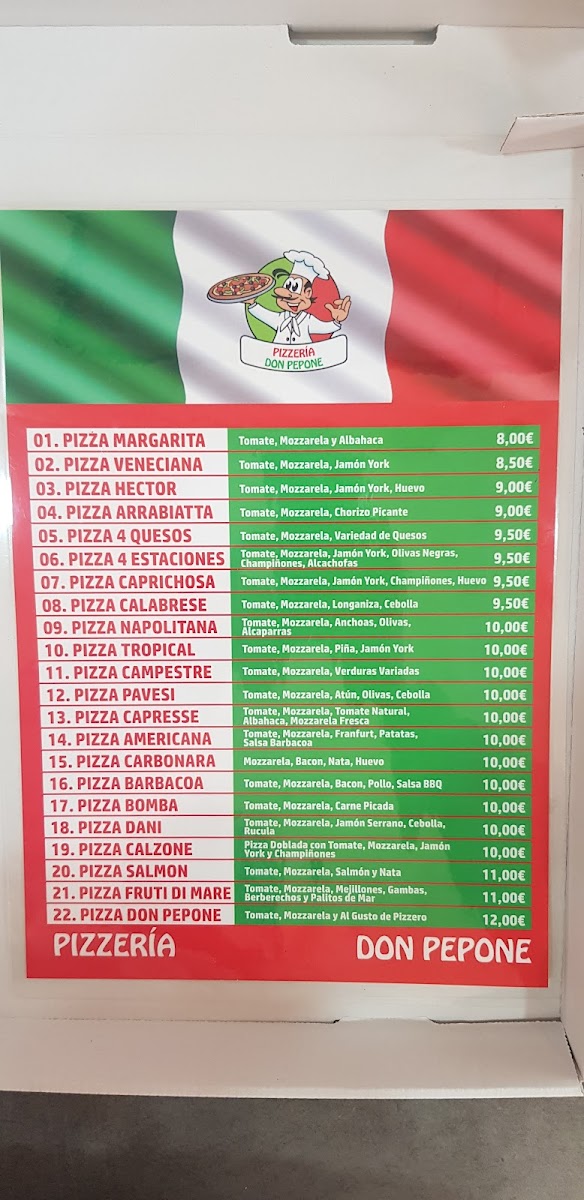 PIZZERÍA
DON PEPONE
01. PIZZA MARGARITA Tomate, Mozzarela y Albahaca 8,00€
02. PIZZA VENECIANA Tomate, Mozzarela, Jamón York 8,50€
03. PIZZA HECTOR Tomate, Mozzarela, Jamón York, Huevo 9,00€
04. PIZZA ARRABIATTA Tomate, Mozzarela, Chorizo Picante 9,00€
05. PIZZA 4 QUESOS Tomate, Mozzarela, Variedad de Quesos 9,50€
06. PIZZA 4 ESTACIONES Tomate, Mozzarela, Jamón York, Olivas Negras,
Champiñones, Alcachofas 9,50€
07. PIZZA CAPRICHOSA Tomate, Mozzarela, Jamón York, Champiñones, Huevo 9,50€
08. PIZZA CALABRESE Tomate, Mozzarela, Longaniza, Cebolla 9,50€
09. PIZZA NAPOLITANA Tomate, Mozzarela, Anchoas, Olivas,
Alcaparras 10,00€
10. PIZZA TROPICAL Tomate, Mozzarela, Piña, Jamón York 10,00€
11. PIZZA CAMPESTRE Tomate, Mozzarela, Verduras Variadas 10,00€
12. PIZZA PAVESI Tomate, Mozzarela, Atún, Olivas, Cebolla 10,00€
13. PIZZA CAPRESSE Tomate, Mozzarela, Tomate Natural,
Albahaca, Mozzarela Fresca 10,00€
14. PIZZA AMERICANA Tomate, Mozzarela, Franfurt, Patatas,
Salsa Barbacoa 10,00€
15. PIZZA CARBONARA Mozzarela, Bacon, Nata, Huevo 10,00€
16. PIZZA BARBACOA Tomate, Mozzarela, Bacon, Pollo, Salsa BBQ 10,00€
17. PIZZA BOMBA Tomate, Mozzarela, Carne Picada 10,00€
18. PIZZA DANI Tomate, Mozzarela, Jamón Serrano, Cebolla,
Rucula 10,00€
19. PIZZA CALZONE Pizza Doblada con Tomate, Mozzarela, Jamón
York y Champiñones 10,00€
20. PIZZA SALMON Tomate, Mozzarela, Salmón y Nata 11,00€
21. PIZZA FRUTI DI MARE Tomate, Mozzarela, Mejillones, Gambas,
Berberechos y Palitos de Mar 11,00€
22. PIZZA DON PEPONE Tomate, Mozzarela y Al Gusto de Pizzero 12,00€
PIZZERÍA DON PEPONE